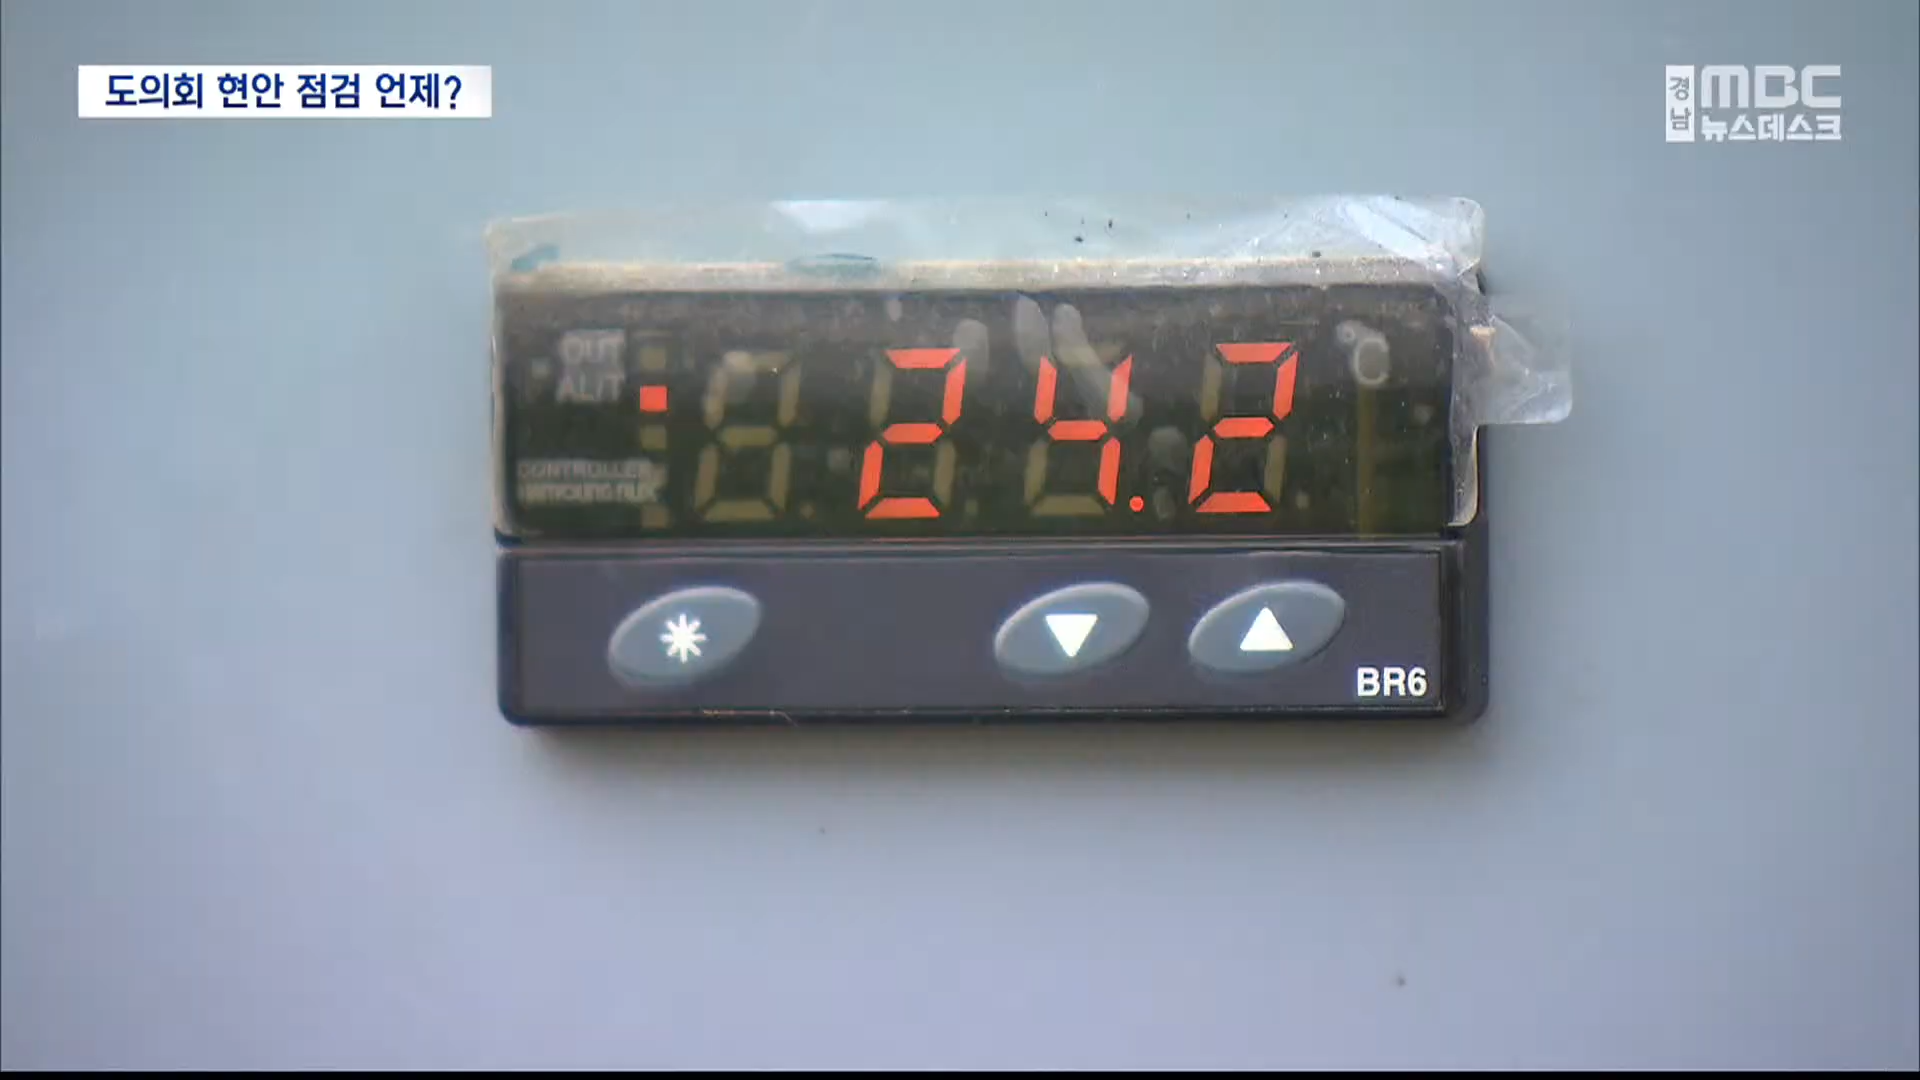 도의회 현안 점검 언제?
경남 MBC
뉴스데스크
OUT
AL/T
24.2 ℃
CONTROLLER
BR6